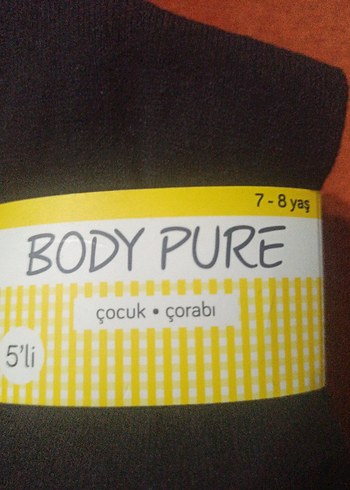 7 - 8 yaş
BODY PURE
çocuk • çorabı
5'li